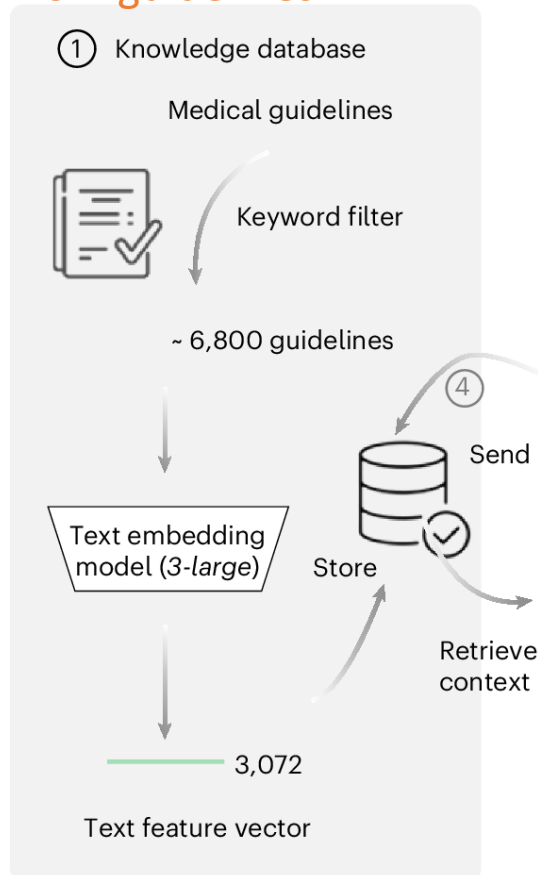 1 Knowledge database
Medical guidelines
Keyword filter
~ 6,800 guidelines
4
Send
Text embedding
model (3-large)
Store
Retrieve
context
3,072
Text feature vector